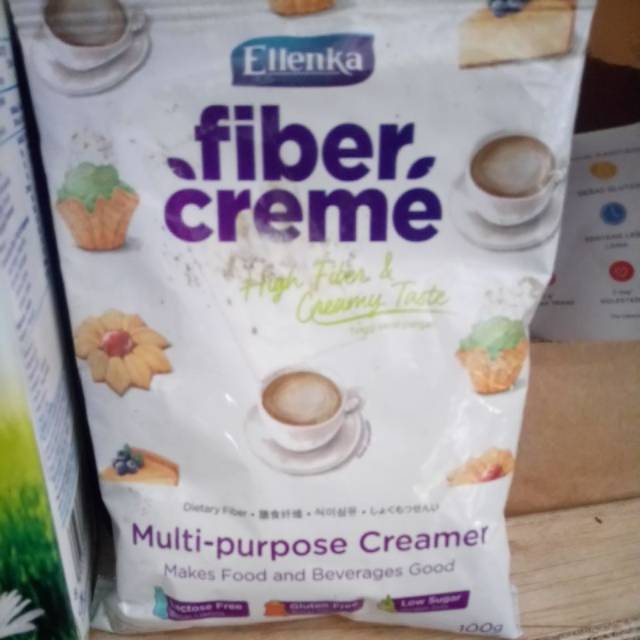 Ellenka
fiber
creme
High Fiber &
Creamy Taste
Dietary Fiber • 膳食纤维 • 식이섬유 • しょくもつせんい
Multi-purpose Creamer
Makes Food and Beverages Good
Lactose Free
Gluten Free
Low Sugar
100g